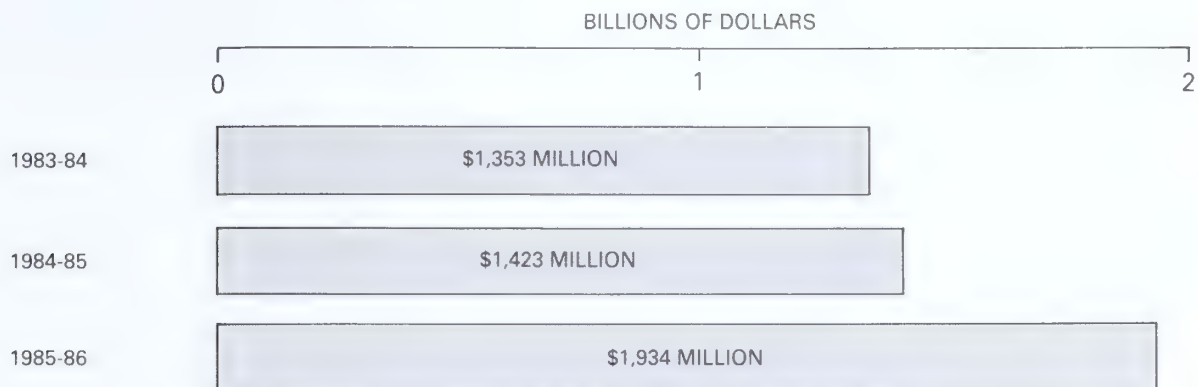 BILLIONS OF DOLLARS
0 1 2
1983-84 $1,353 MILLION
1984-85 $1,423 MILLION
1985-86 $1,934 MILLION